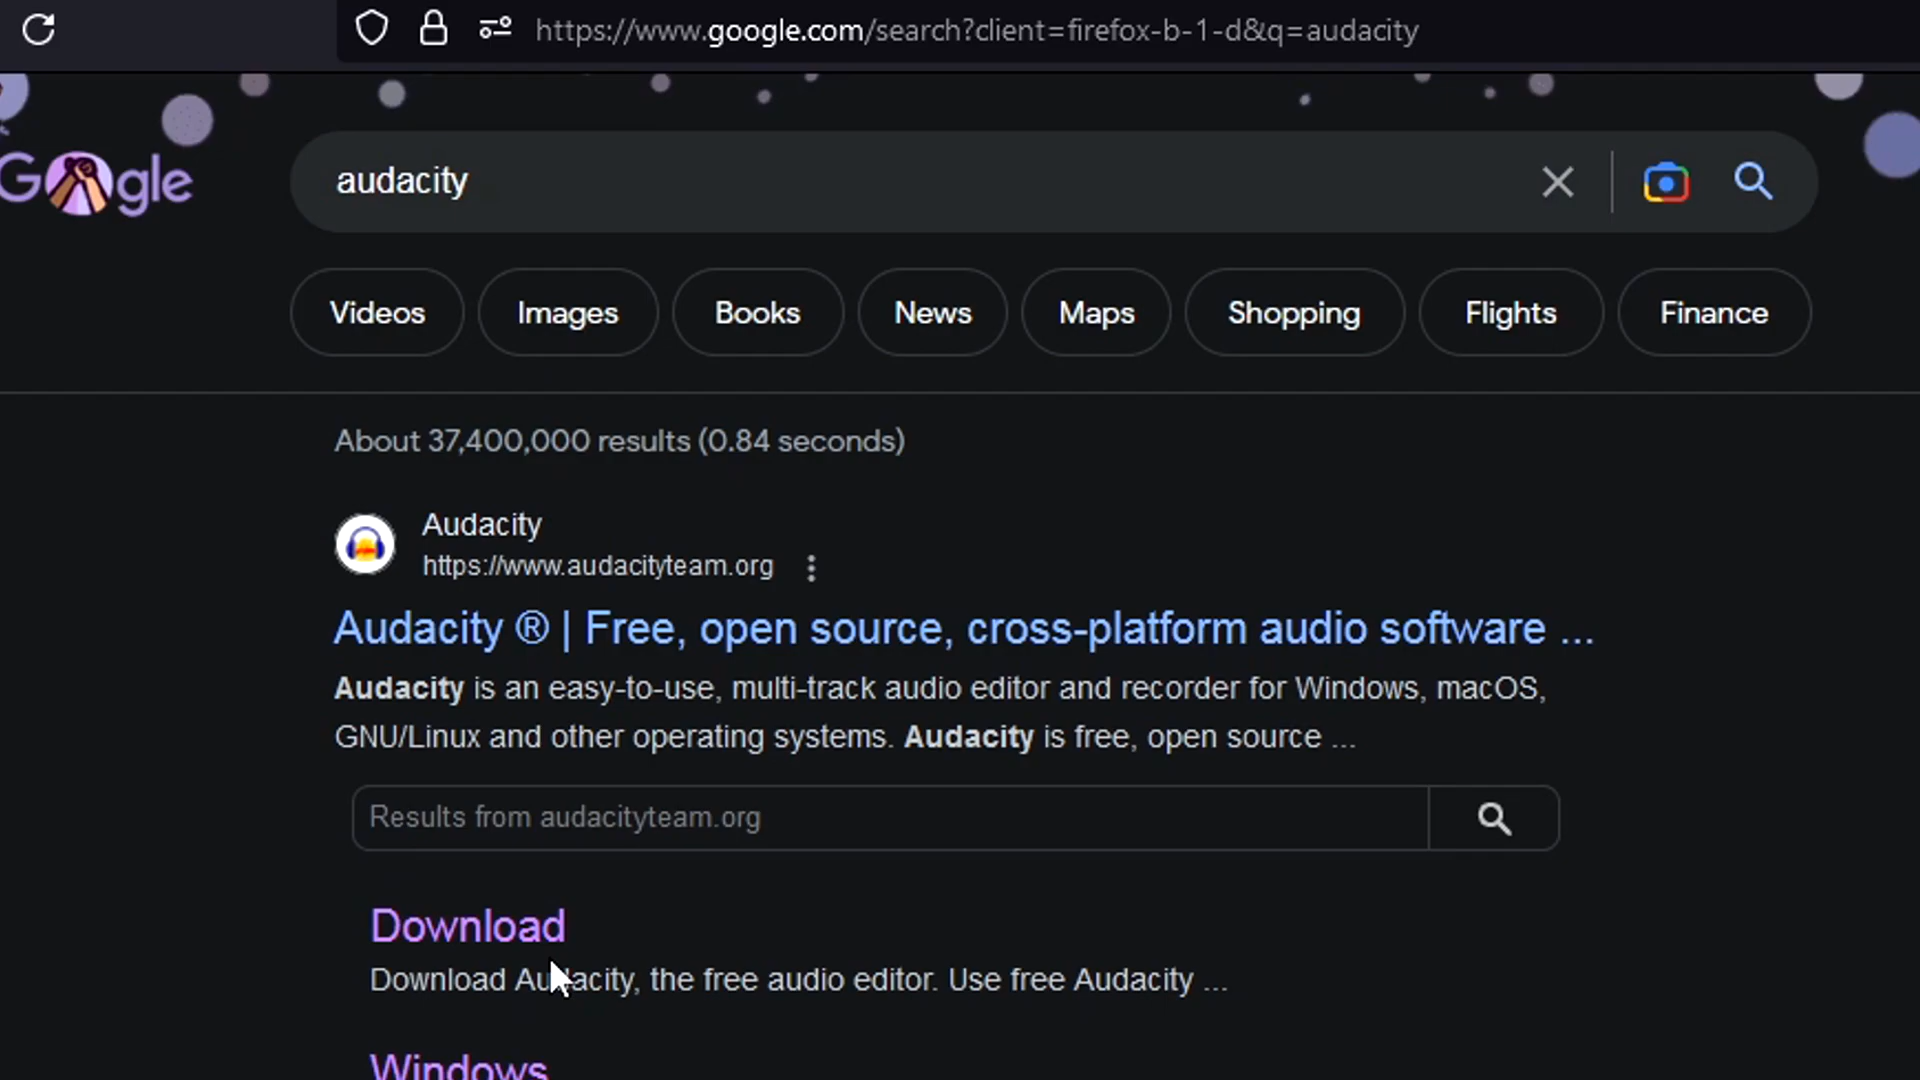 https://www.google.com/search?client=firefox-b-1-d&q=audacity
Google
audacity
Videos
Images
Books
News
Maps
Shopping
Flights
Finance
About 37,400,000 results (0.84 seconds)
Audacity
https://www.audacityteam.org
Audacity ® | Free, open source, cross-platform audio software ...
Audacity is an easy-to-use, multi-track audio editor and recorder for Windows, macOS,
GNU/Linux and other operating systems. Audacity is free, open source ...
Results from audacityteam.org
Download
Download Audacity, the free audio editor. Use free Audacity ...
Windows